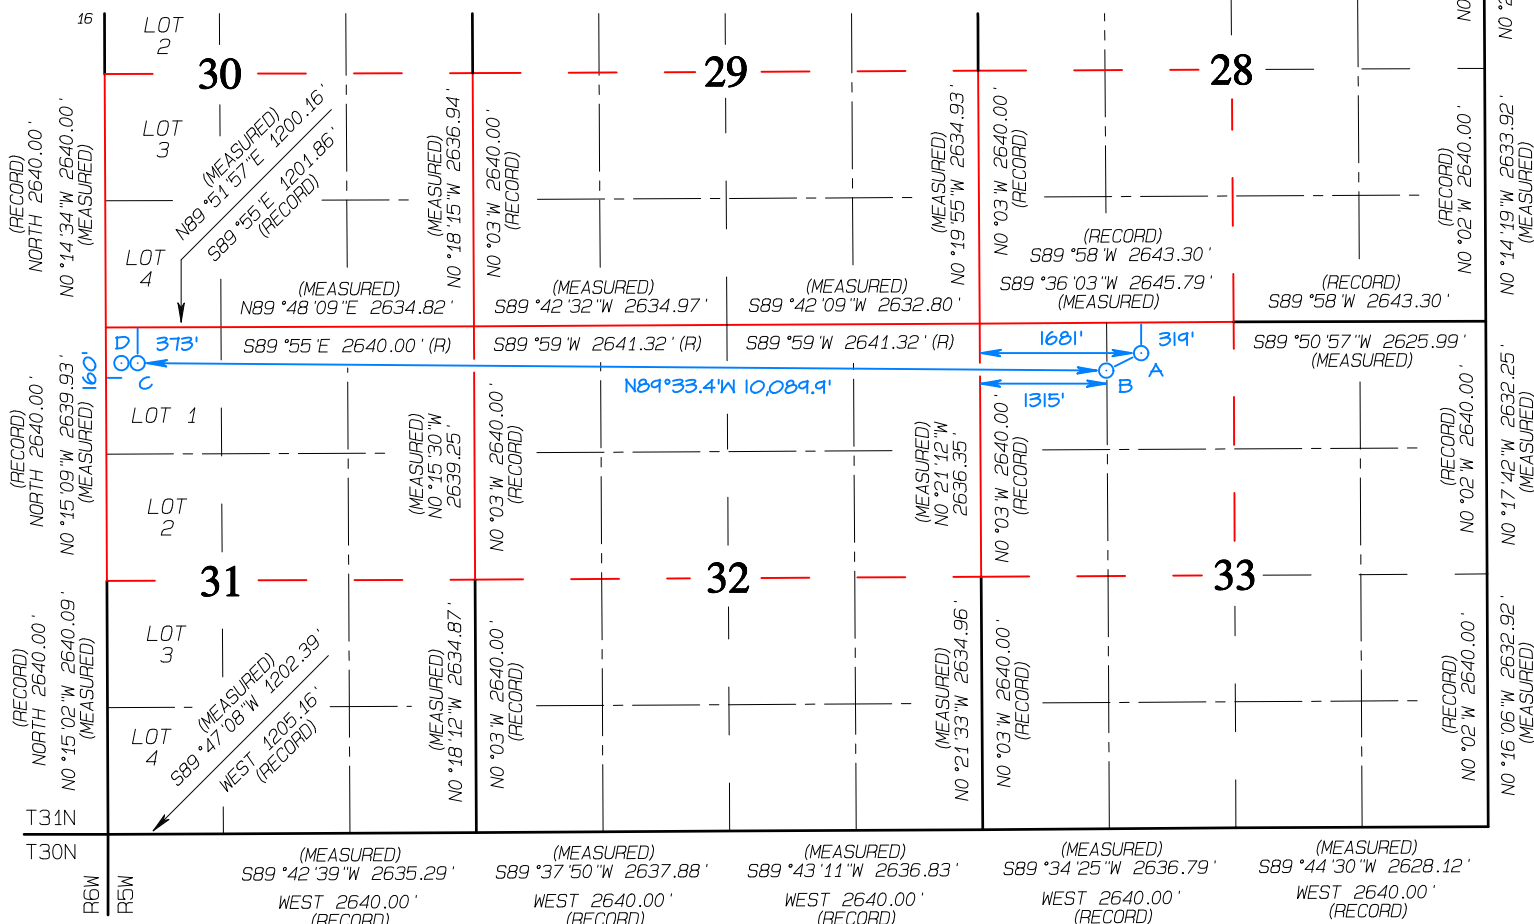 16
LOT
2
30
29
28
N0
N0 °2
(RECORD)
NORTH 2640.00'
N0 °14'34"W 2640.00'
(MEASURED)
LOT
3
(MEASURED)
N89 °51'57"E 1200.16'
S89 °55'E 1201.86'
(RECORD)
LOT
4
(MEASURED)
N0 °18'15"W 2636.94'
N0 °03'W 2640.00'
(RECORD)
(MEASURED)
N0 °19'55"W 2634.93'
N0 °03'W 2640.00'
(RECORD)
(RECORD)
N0 °02'W 2640.00'
N0 °14'19"W 2633.92'
(MEASURED)
(MEASURED)
N89 °48'09"E 2634.82'
(MEASURED)
S89 °42'32"W 2634.97'
(MEASURED)
S89 °42'09"W 2632.80'
(RECORD)
S89 °58'W 2643.30'
S89 °36'03"W 2645.79'
(MEASURED)
(RECORD)
S89 °58'W 2643.30'
D
373'
C
160'
S89 °55'E 2640.00'(R)
S89 °59'W 2641.32'(R)
S89 °59'W 2641.32'(R)
1681'
319'
A
B
1315'
S89 °50'57"W 2625.99'
(MEASURED)
N89°33.4'W 10,089.9'
(RECORD)
NORTH 2640.00'
N0 °15'09"W 2639.93'
(MEASURED)
LOT 1
(MEASURED)
N0 °15'30"W
2639.25'
N0 °03'W 2640.00'
(RECORD)
(MEASURED)
N0 °21'12"W
2636.35'
N0 °03'W 2640.00'
(RECORD)
(RECORD)
N0 °02'W 2640.00'
N0 °17'42"W 2632.25'
(MEASURED)
LOT
2
31
32
33
(RECORD)
NORTH 2640.00'
N0 °15'02"W 2640.09'
(MEASURED)
LOT
3
(MEASURED)
S89 °47'08"W 1202.39'
WEST 1205.16'
(RECORD)
LOT
4
(MEASURED)
N0 °18'12"W 2634.87'
N0 °03'W 2640.00'
(RECORD)
(MEASURED)
N0 °21'33"W 2634.96'
N0 °03'W 2640.00'
(RECORD)
(RECORD)
N0 °02'W 2640.00'
N0 °16'06"W 2632.92'
(MEASURED)
T31N
T30N
R6W
R5W
(MEASURED)
S89 °42'39"W 2635.29'
WEST 2640.00'
(RECORD)
(MEASURED)
S89 °37'50"W 2637.88'
WEST 2640.00'
(RECORD)
(MEASURED)
S89 °43'11"W 2636.83'
WEST 2640.00'
(RECORD)
(MEASURED)
S89 °34'25"W 2636.79'
WEST 2640.00'
(RECORD)
(MEASURED)
S89 °44'30"W 2628.12'
WEST 2640.00'
(RECORD)